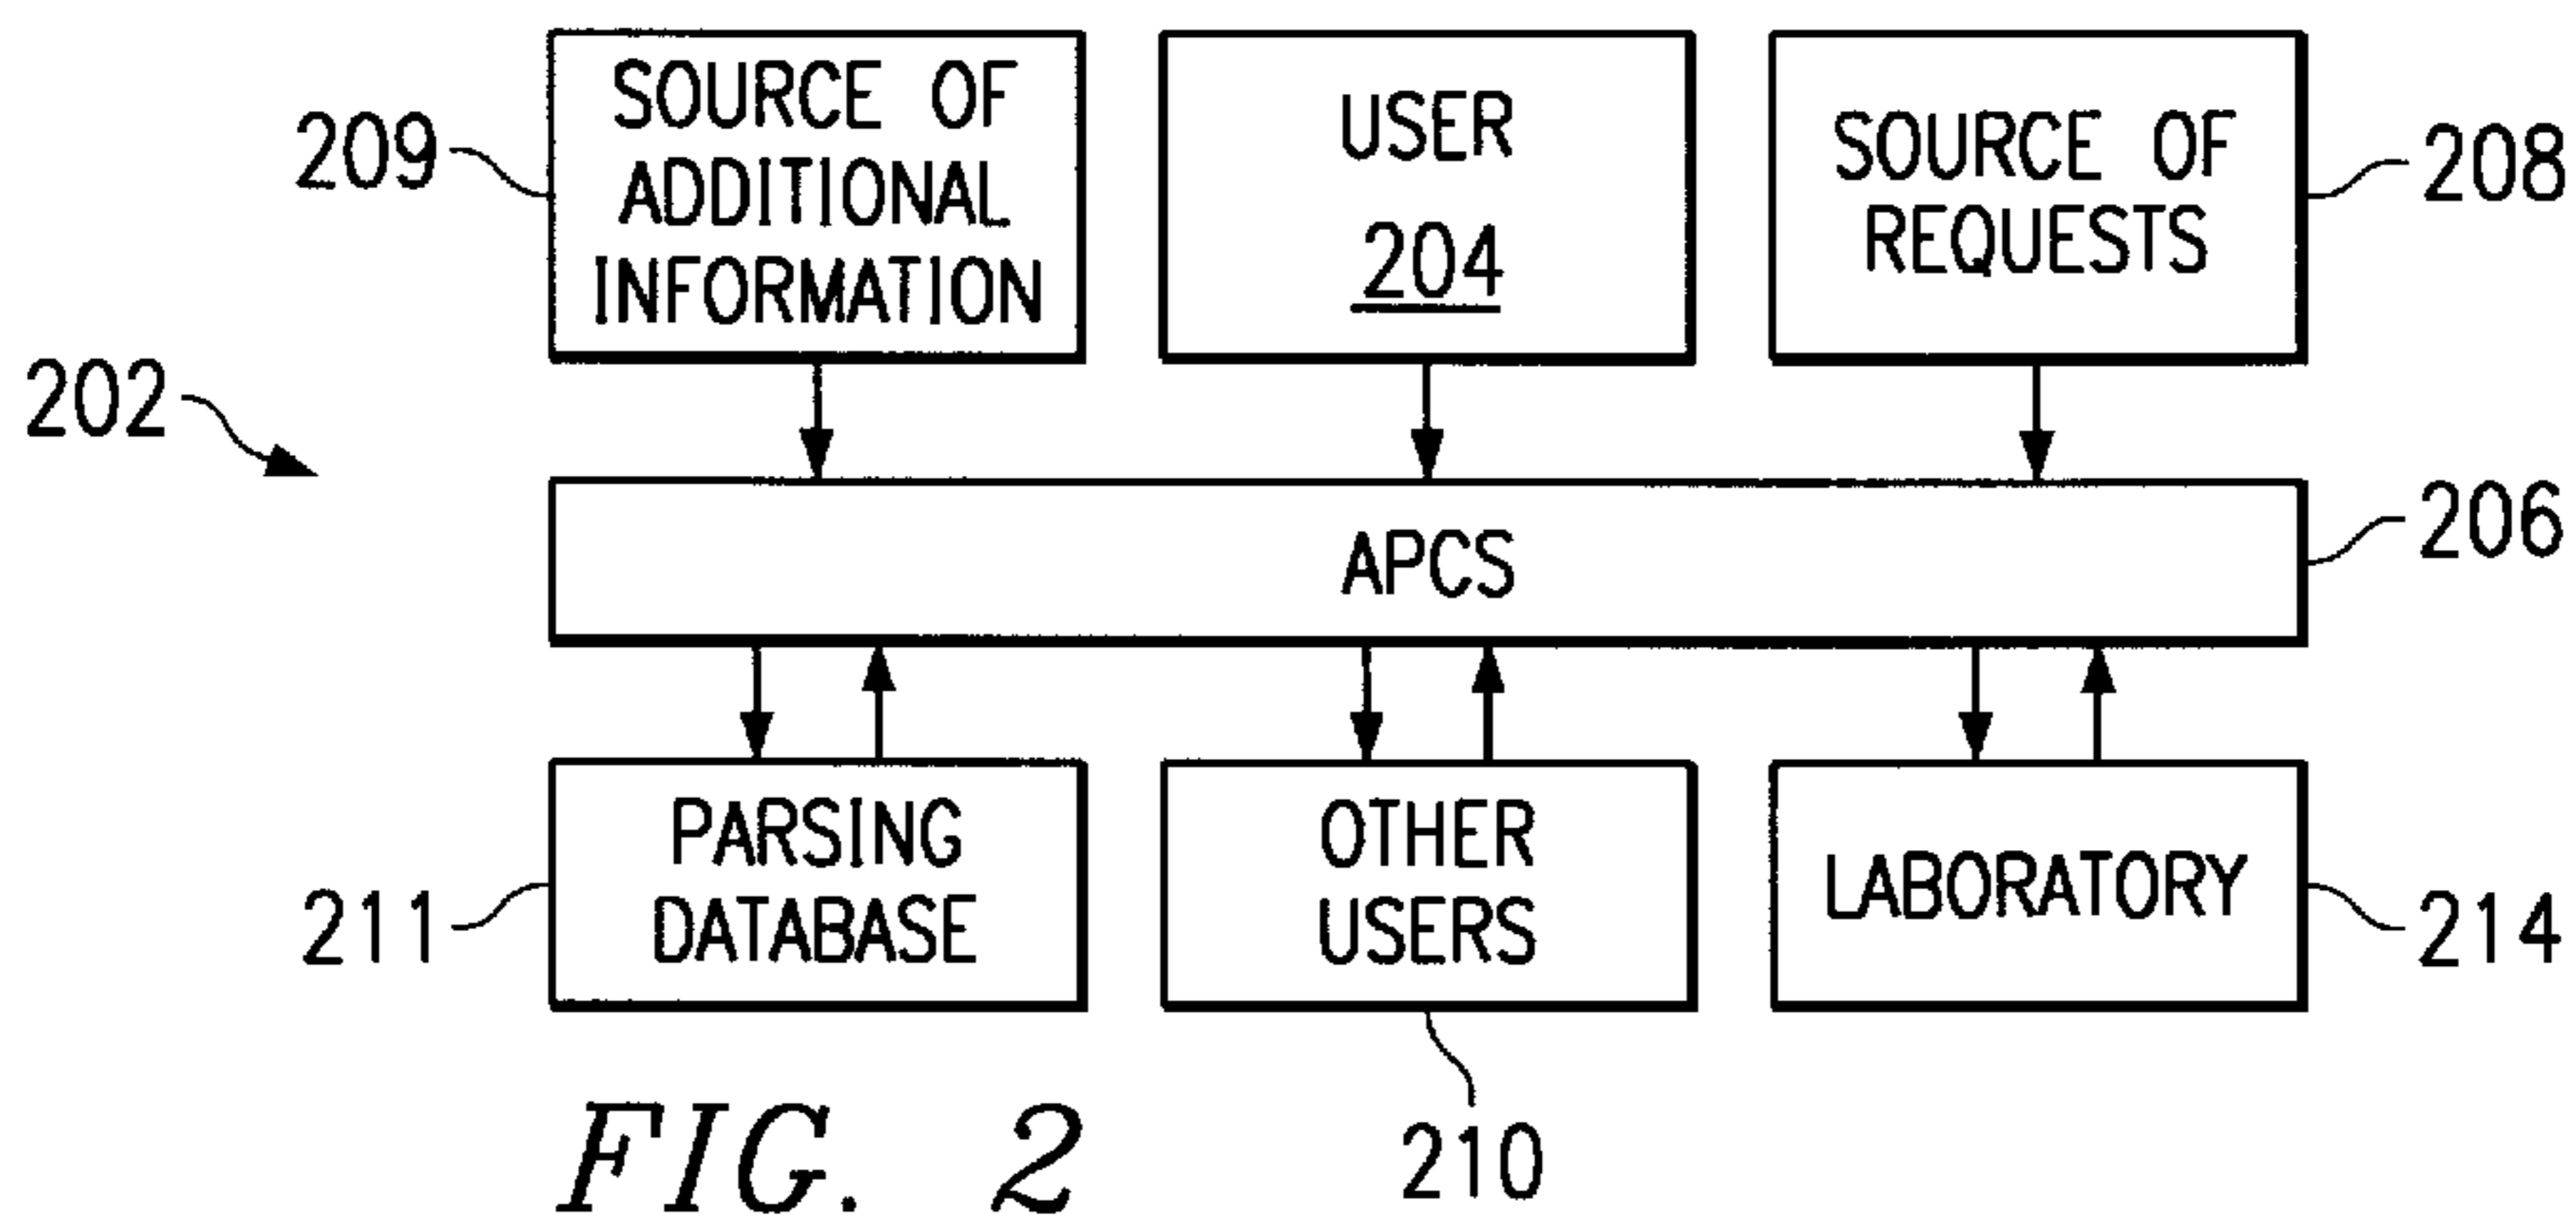 SOURCE OF
ADDITIONAL
INFORMATION
209
USER
204
SOURCE OF
REQUESTS
208
202
APCS
206
PARSING
DATABASE
211
OTHER
USERS
210
LABORATORY
214
FIG. 2